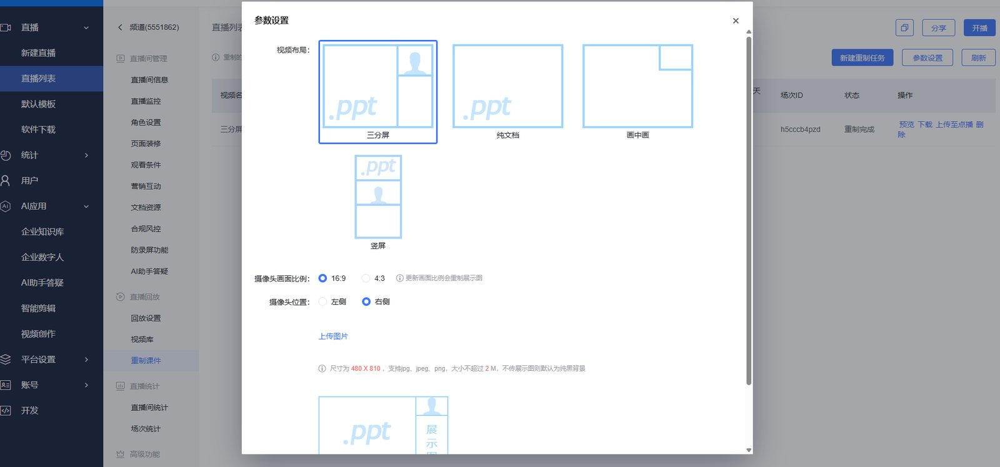 直播
新建直播
直播列表
默认模板
软件下载
统计
用户
AI应用
企业知识库
企业数字人
AI助手答疑
智能剪辑
视频创作
平台设置
账号
开发
频道(5551862)
直播间管理
直播间信息
直播监控
角色设置
页面装修
观看条件
营销互动
文档资源
合规风控
防录屏功能
AI助手答疑
直播回放
回放设置
视频库
重制课件
直播统计
直播间统计
场次统计
高级功能
直播列表
分享
开播
重制的
新建重制任务
参数设置
刷新
视频名
天
场次ID
状态
操作
三分屏
h5cccb4pzd
重制完成
预览 下载 上传至点播 删
除
参数设置
视频布局:
.ppt
三分屏
.ppt
纯文档
画中画
.ppt
竖屏
摄像头画面比例:
16:9
4:3
更新画面比例会重制展示图
摄像头位置:
左侧
右侧
上传图片
尺寸为 480 X 810 ，支持jpg、jpeg、png，大小不超过 2 M，不传展示图则默认为纯黑背景
.ppt
展
示